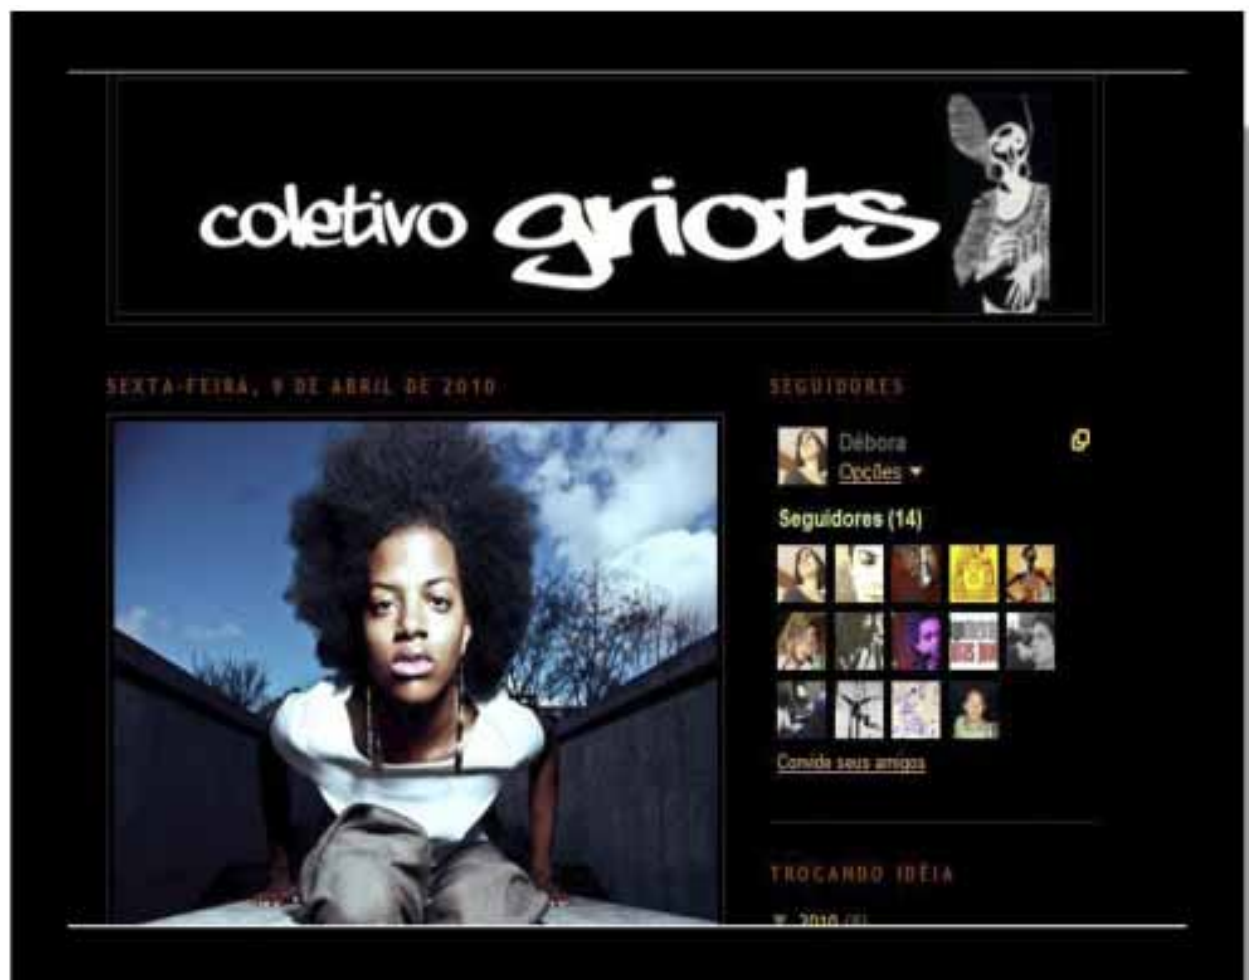 coletivo griots
SEXTA-FEIRA, 9 DE ABRIL DE 2010
SEGUIDORES
Débora
Opções
Seguidores (14)
Convide seus amigos
TROCANDO IDÉIA
2010